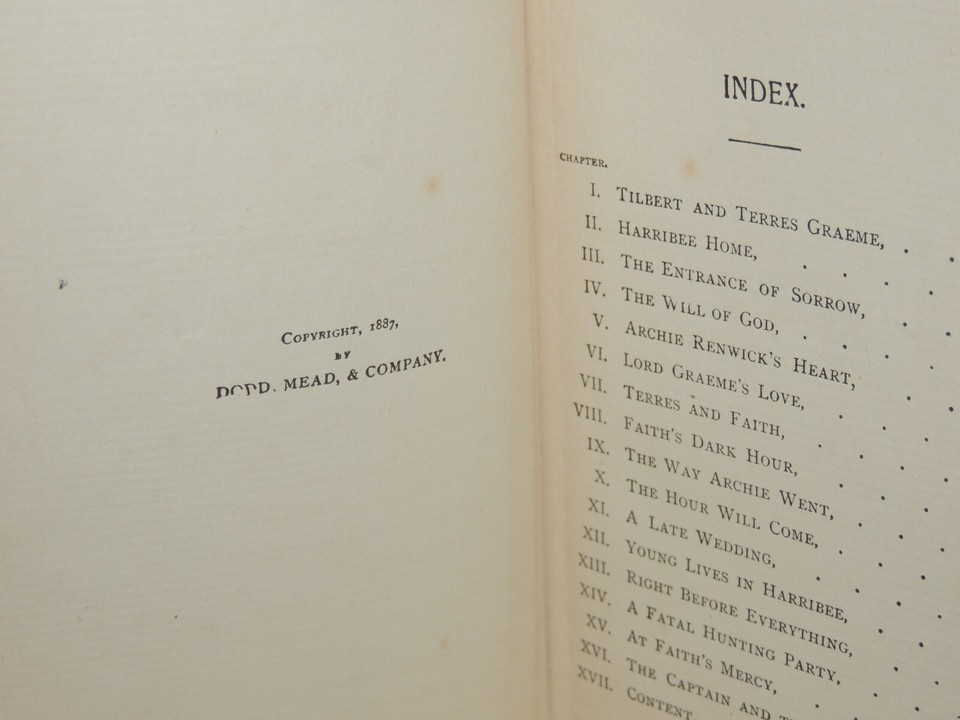 COPYRIGHT, 1887,
BY
DODD, MEAD, & COMPANY.
INDEX.
CHAPTER.
I. TILBERT AND TERRES GRAEME, . .
II. HARRIBEE HOME, . . . .
III. THE ENTRANCE OF SORROW, . .
IV. THE WILL OF GOD, . . . .
V. ARCHIE RENWICK'S HEART, . .
VI. LORD GRAEME'S LOVE, . . .
VII. TERRES AND FAITH, . . .
VIII. FAITH'S DARK HOUR, . . .
IX. THE WAY ARCHIE WENT, . . .
X. THE HOUR WILL COME, . . .
XI. A LATE WEDDING, . . . .
XII. YOUNG LIVES IN HARRIBEE, . .
XIII. RIGHT BEFORE EVERYTHING, . .
XIV. A FATAL HUNTING PARTY, . .
XV. AT FAITH'S MERCY, . . .
XVI. THE CAPTAIN AND
XVII. CONTENT